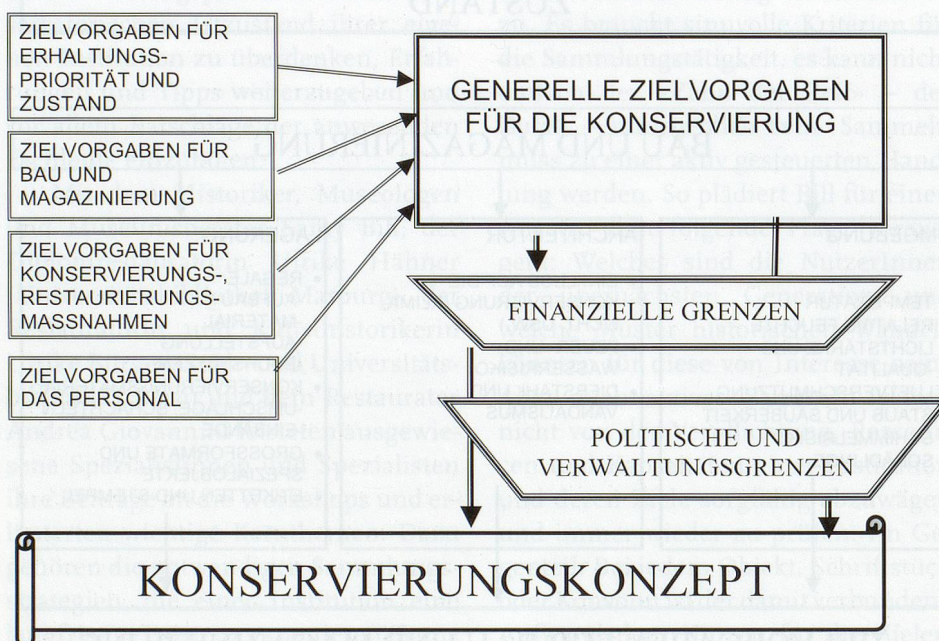 ZIELVORGABEN FÜR
ERHALTUNGS-
PRIORITÄT UND
ZUSTAND
ZIELVORGABEN FÜR
BAU UND
MAGAZINIERUNG
ZIELVORGABEN FÜR
KONSERVIERUNGS-,
RESTAURIERUNGS-
MASSNAHMEN
ZIELVORGABEN FÜR
DAS PERSONAL
GENERELLE ZIELVORGABEN
FÜR DIE KONSERVIERUNG
FINANZIELLE GRENZEN
POLITISCHE UND
VERWALTUNGSGRENZEN
KONSERVIERUNGSKONZEPT